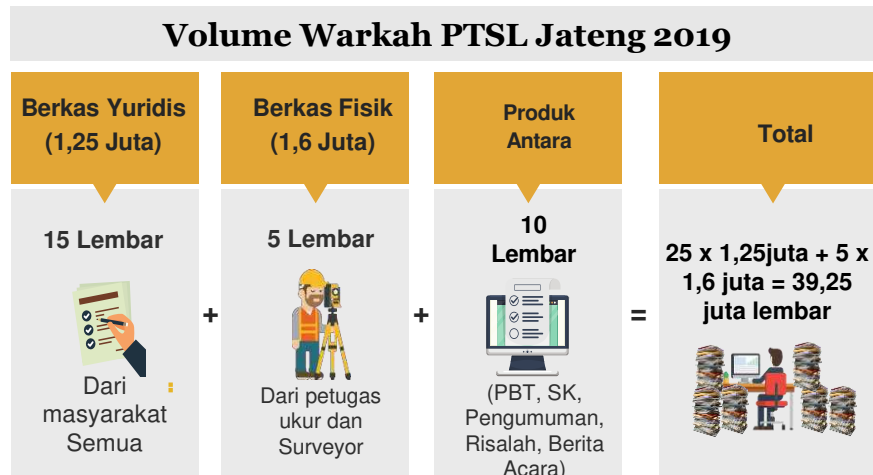 Volume Warkah PTSL Jateng 2019
Berkas Yuridis
(1,25 Juta)
15 Lembar
Dari
masyarakat
Semua
+
Berkas Fisik
(1,6 Juta)
5 Lembar
Dari petugas
ukur dan
Surveyor
+
Produk
Antara
10
Lembar
(PBT, SK,
Pengumuman,
Risalah, Berita
Acara)
=
Total
25 x 1,25juta + 5 x
1,6 juta = 39,25
juta lembar